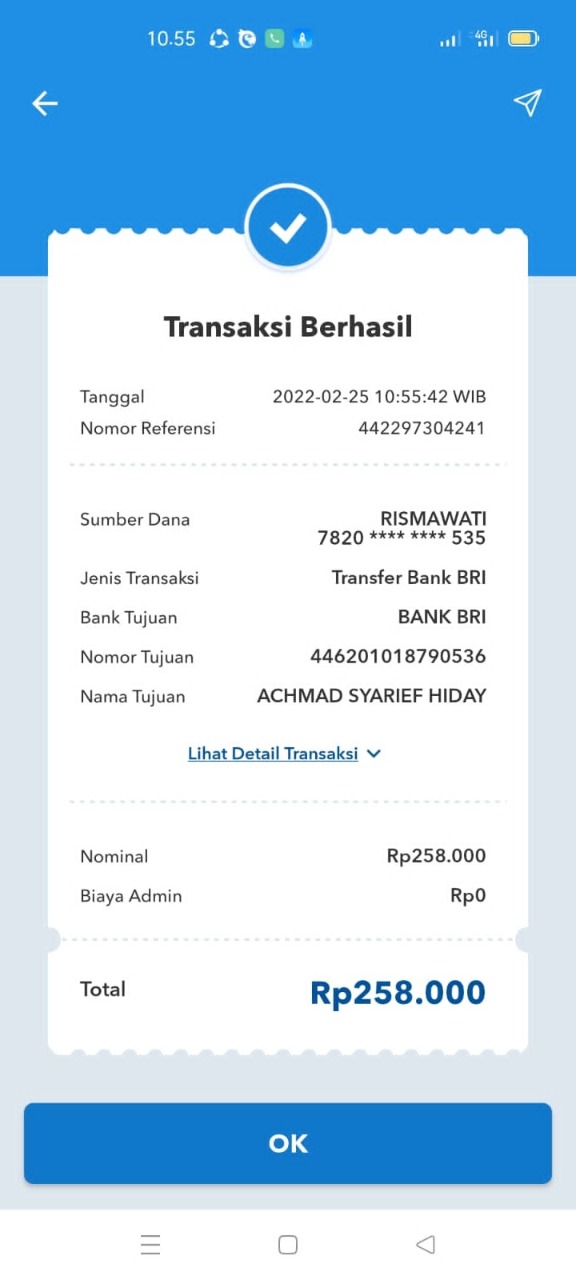 10.55
4G
Transaksi Berhasil
Tanggal 2022-02-25 10:55:42 WIB
Nomor Referensi 442297304241
Sumber Dana RISMAWATI
7820 **** **** 535
Jenis Transaksi Transfer Bank BRI
Bank Tujuan BANK BRI
Nomor Tujuan 446201018790536
Nama Tujuan ACHMAD SYARIEF HIDAY
Lihat Detail Transaksi
Nominal Rp258.000
Biaya Admin Rp0
Total Rp258.000
OK